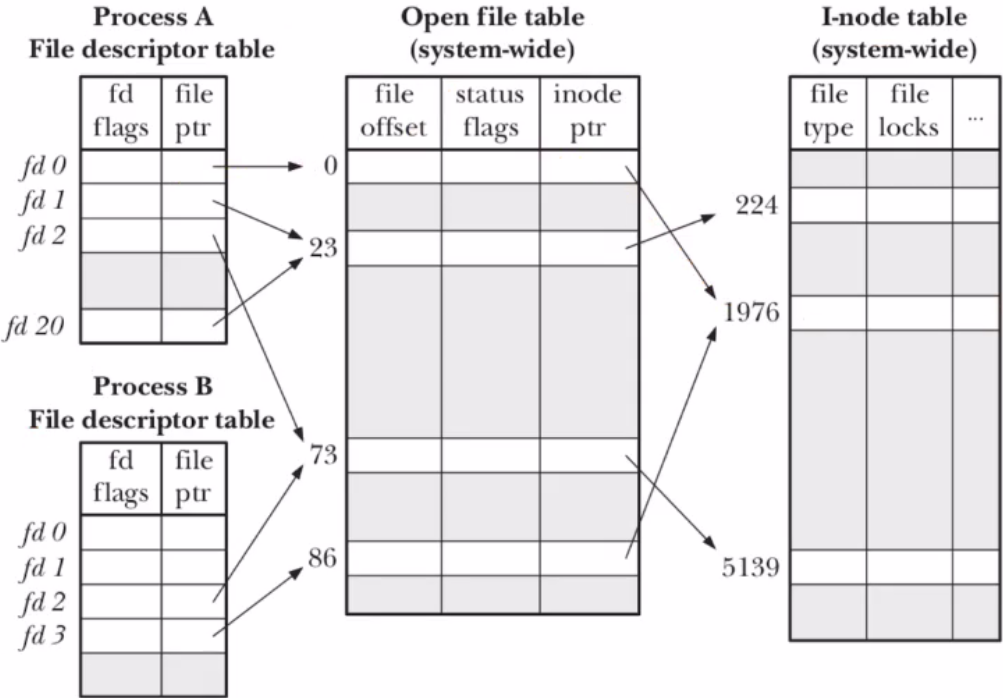 Process A
File descriptor table
fd flags
file ptr
fd 0
fd 1
fd 2
fd 20
Process B
File descriptor table
fd flags
file ptr
fd 0
fd 1
fd 2
fd 3
Open file table
(system-wide)
file offset
status flags
inode ptr
0
23
73
86
I-node table
(system-wide)
file type
file locks
...
224
1976
5139